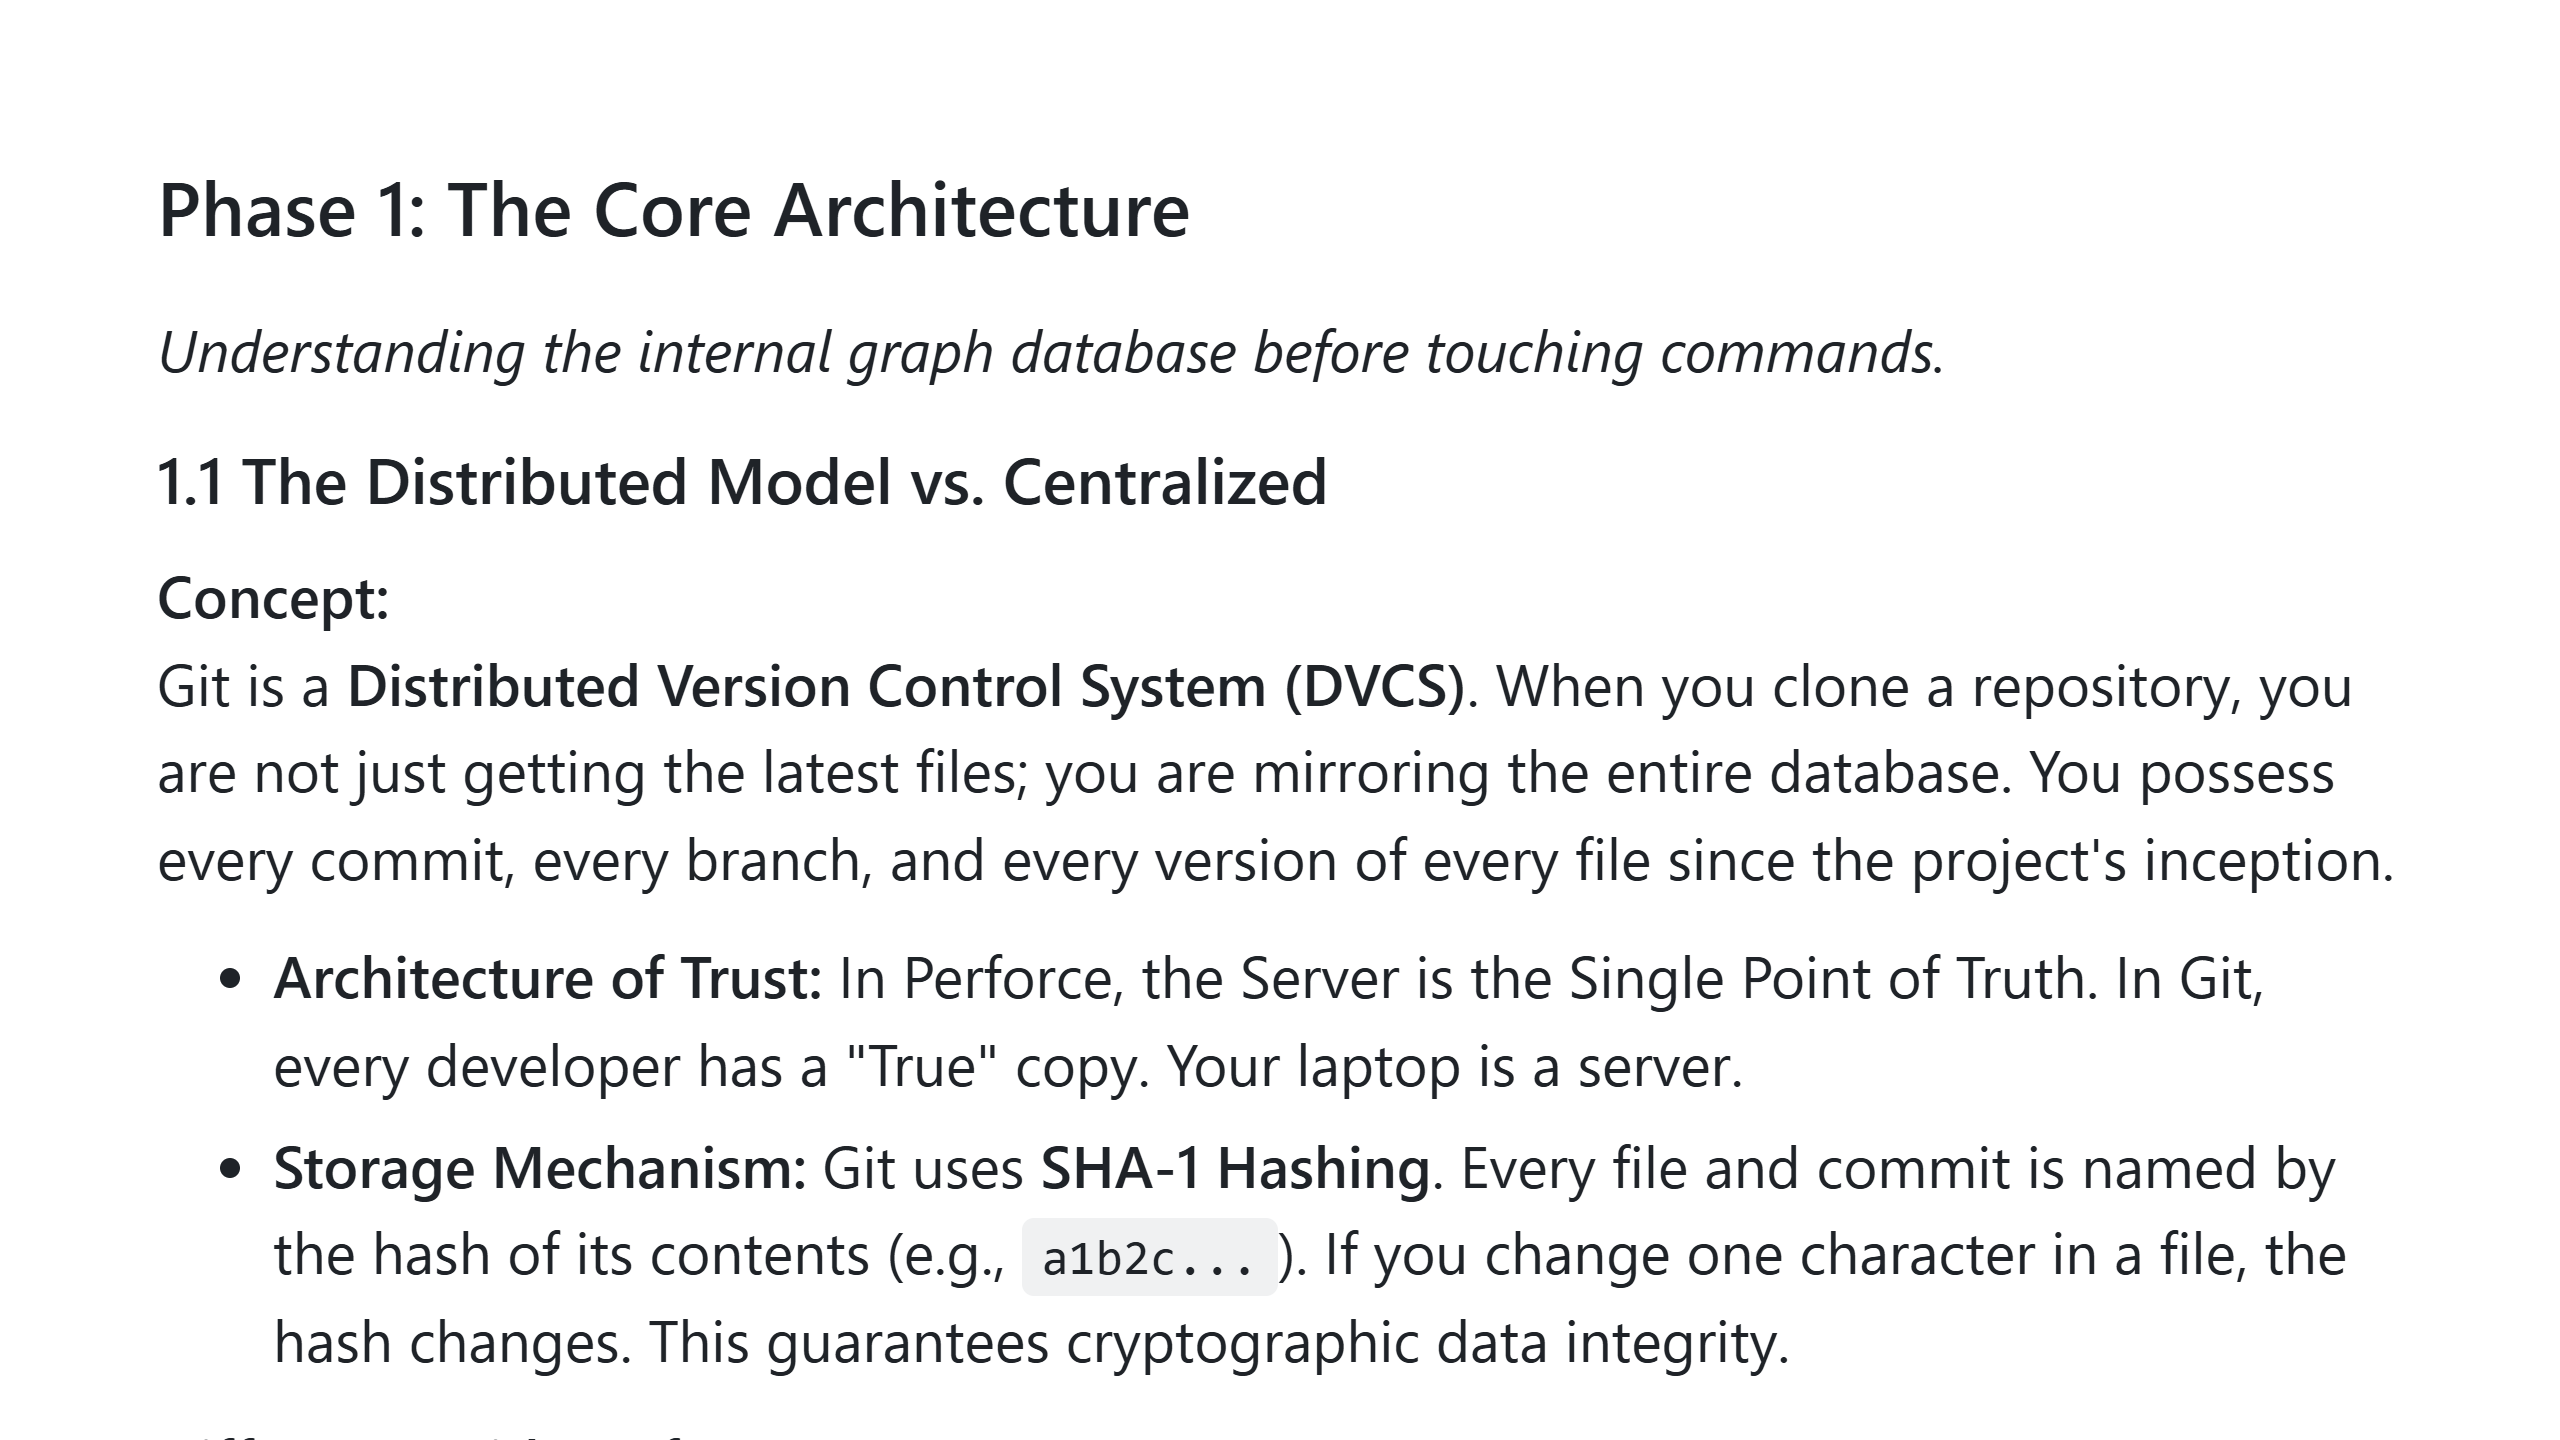 Phase 1: The Core Architecture
Understanding the internal graph database before touching commands.
1.1 The Distributed Model vs. Centralized
Concept:
Git is a Distributed Version Control System (DVCS). When you clone a repository, you
are not just getting the latest files; you are mirroring the entire database. You possess
every commit, every branch, and every version of every file since the project's inception.
• Architecture of Trust: In Perforce, the Server is the Single Point of Truth. In Git,
every developer has a "True" copy. Your laptop is a server.
• Storage Mechanism: Git uses SHA-1 Hashing. Every file and commit is named by
the hash of its contents (e.g., a1b2c...). If you change one character in a file, the
hash changes. This guarantees cryptographic data integrity.